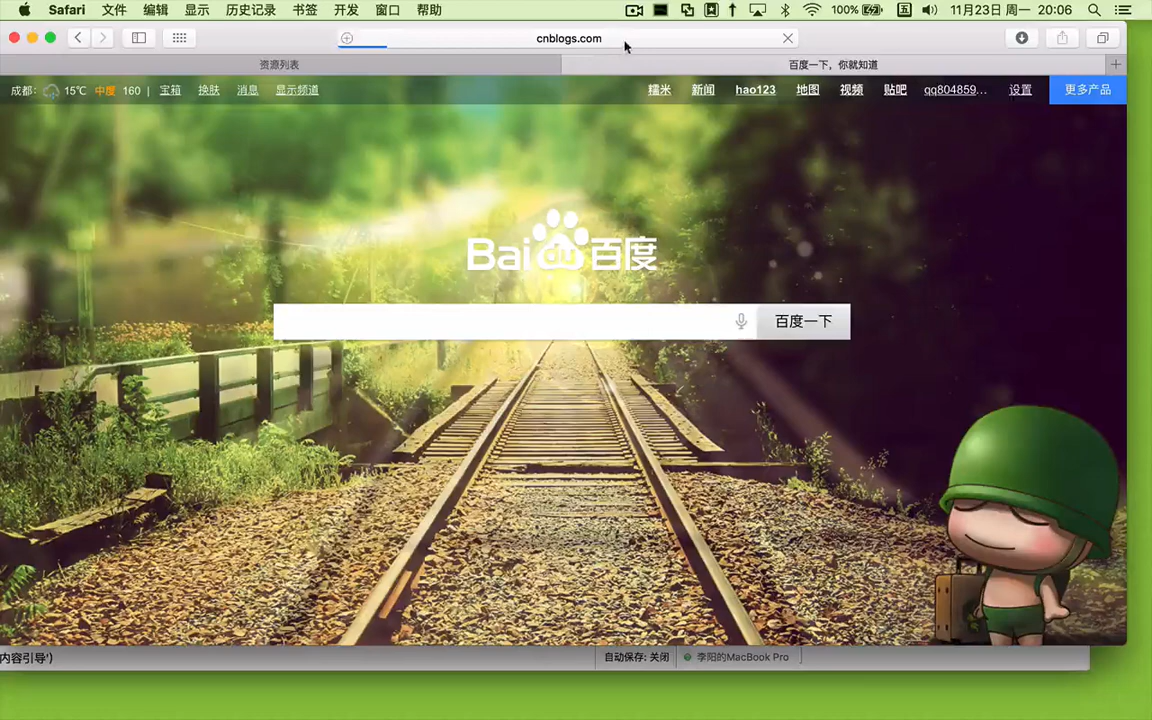 Safari 文件 编辑 显示 历史记录 书签 开发 窗口 帮助 100% 五 11月23日 周一 20:06
cnblogs.com
资源列表 百度一下，你就知道
成都: 15℃ 中度 160 | 宝箱 换肤 消息 显示频道 糯米 新闻 hao123 地图 视频 贴吧 qq804859... 设置 更多产品
Bai du 百度
百度一下
内容引导') 自动保存: 关闭 李阳的MacBook Pro